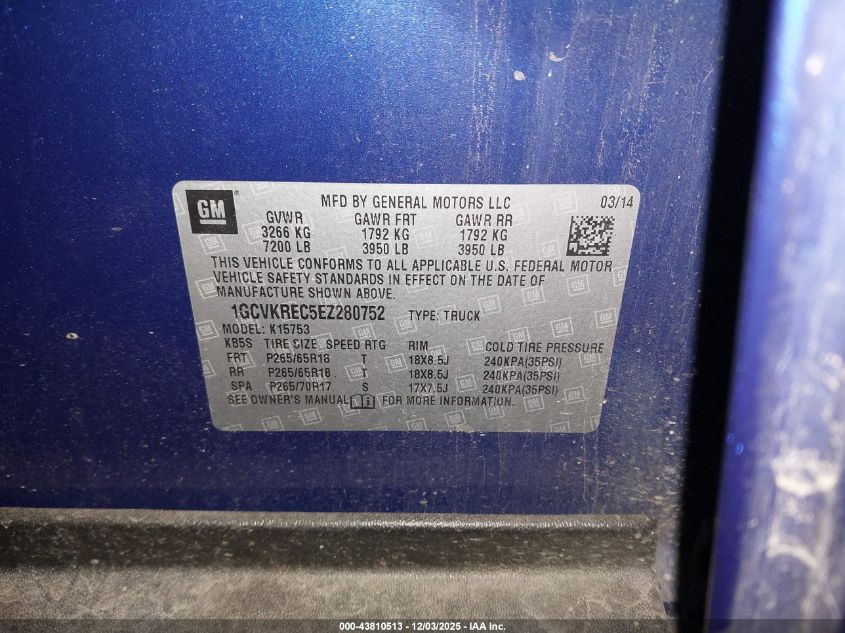 GM ® MFD BY GENERAL MOTORS LLC 03/14
GVWR GAWR FRT GAWR RR
3266 KG 1792 KG 1792 KG
7200 LB 3950 LB 3950 LB
THIS VEHICLE CONFORMS TO ALL APPLICABLE U.S. FEDERAL MOTOR
VEHICLE SAFETY STANDARDS IN EFFECT ON THE DATE OF
MANUFACTURE SHOWN ABOVE.
1GCVKREC5EZ280752 TYPE: TRUCK
MODEL: K15753
KB5S TIRE SIZE SPEED RTG RIM COLD TIRE PRESSURE
FRT P265/65R18 T 18X8.5J 240KPA(35PSI)
RR P265/65R18 T 18X8.5J 240KPA(35PSI)
SPA P265/70R17 S 17X7.5J 240KPA(35PSI)
SEE OWNER'S MANUAL FOR MORE INFORMATION.
000-43810513 - 12/03/2025 - IAA Inc.